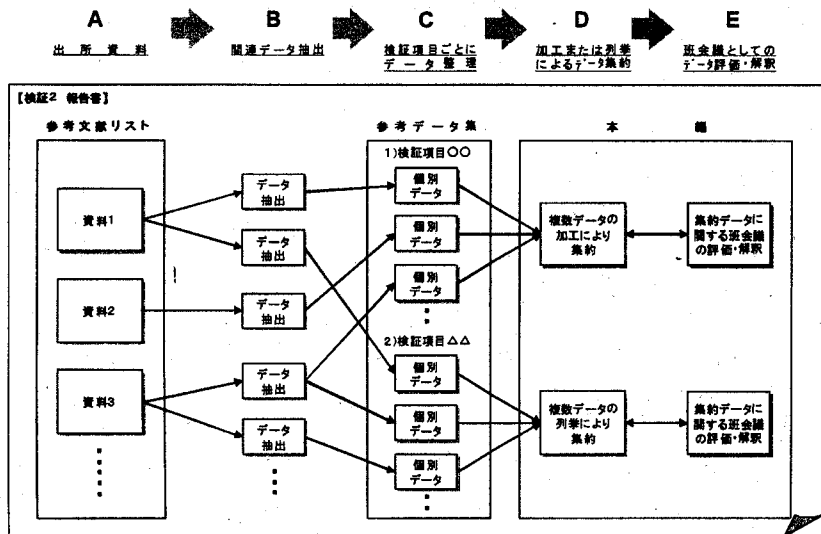 A
B
C
D
E
出所資料
関連データ抽出
検証項目ごとに
データ整理
加工または列挙
によるデータ集約
班会議としての
データ評価・解釈
【検証2 報告書】
参考文献リスト
参考データ集
本 編
1)検証項目〇〇
資料1
資料2
資料3
データ
抽出
データ
抽出
データ
抽出
データ
抽出
データ
抽出
個別
データ
個別
データ
個別
データ
2)検証項目△△
個別
データ
個別
データ
個別
データ
複数データの
加工により
集約
集約データに
関する班会議
の評価・解釈
複数データの
列挙により
集約
集約データに
関する班会議
の評価・解釈